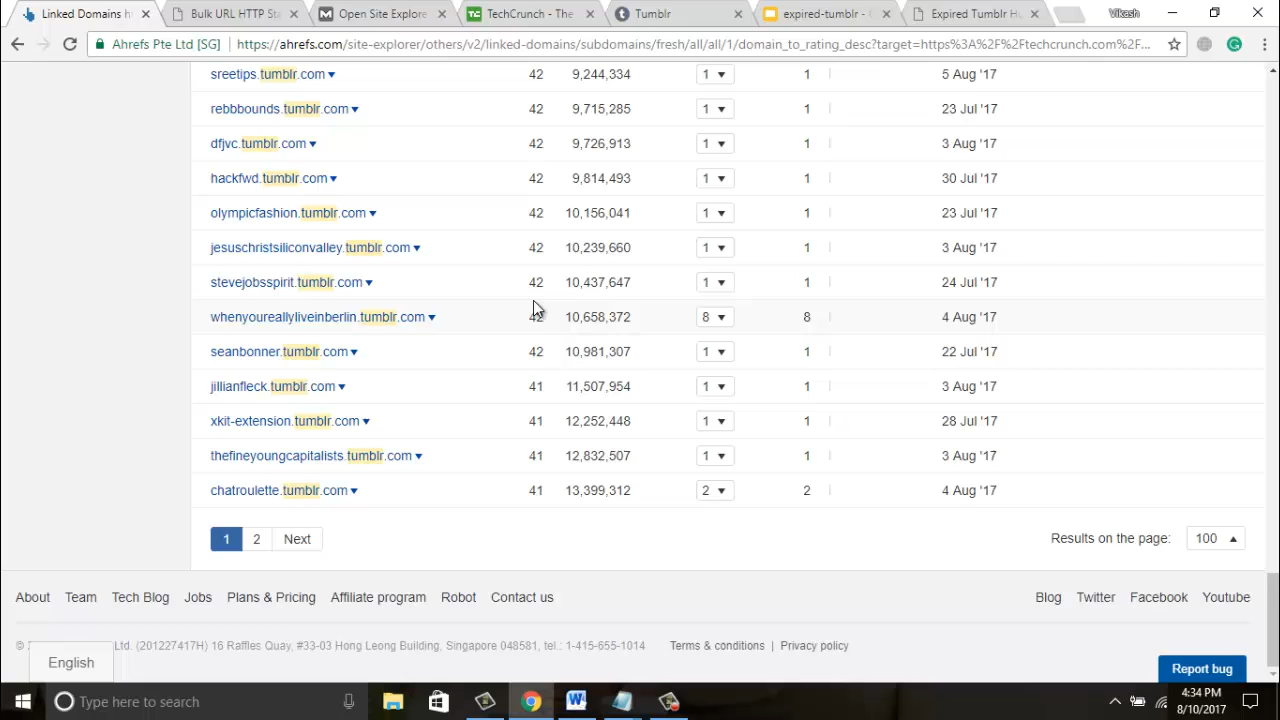 Linked Domains h
Bulk URL HTTP Sta
Open Site Explore
TechCrunch - The
Tumblr
expired-tumblr - G
Expired Tumblr Hu
Vikash
Ahrefs Pte Ltd [SG] https://ahrefs.com/site-explorer/others/v2/linked-domains/subdomains/fresh/all/all/1/domain_to_rating_desc?target=https%3A%2F%2Ftechcrunch.com%2F...
sreetips.tumblr.com 42 9,244,334 1 1 5 Aug '17
rebbbounds.tumblr.com 42 9,715,285 1 1 23 Jul '17
dfjvc.tumblr.com 42 9,726,913 1 1 3 Aug '17
hackfwd.tumblr.com 42 9,814,493 1 1 30 Jul '17
olympicfashion.tumblr.com 42 10,156,041 1 1 23 Jul '17
jesuschristsiliconvalley.tumblr.com 42 10,239,660 1 1 3 Aug '17
stevejobsspirit.tumblr.com 42 10,437,647 1 1 24 Jul '17
whenyoureallyliveinberlin.tumblr.com 42 10,658,372 8 8 4 Aug '17
seanbonner.tumblr.com 42 10,981,307 1 1 22 Jul '17
jillianfleck.tumblr.com 41 11,507,954 1 1 3 Aug '17
xkit-extension.tumblr.com 41 12,252,448 1 1 28 Jul '17
thefineyoungcapitalists.tumblr.com 41 12,832,507 1 1 3 Aug '17
chatroulette.tumblr.com 41 13,399,312 2 2 4 Aug '17
1 2 Next Results on the page: 100
About Team Tech Blog Jobs Plans & Pricing Affiliate program Robot Contact us Blog Twitter Facebook Youtube
© Ltd. (201227417H) 16 Raffles Quay, #33-03 Hong Leong Building, Singapore 048581, tel.: 1-415-655-1014 Terms & conditions | Privacy policy
English
Report bug
Type here to search
4:34 PM
8/10/2017